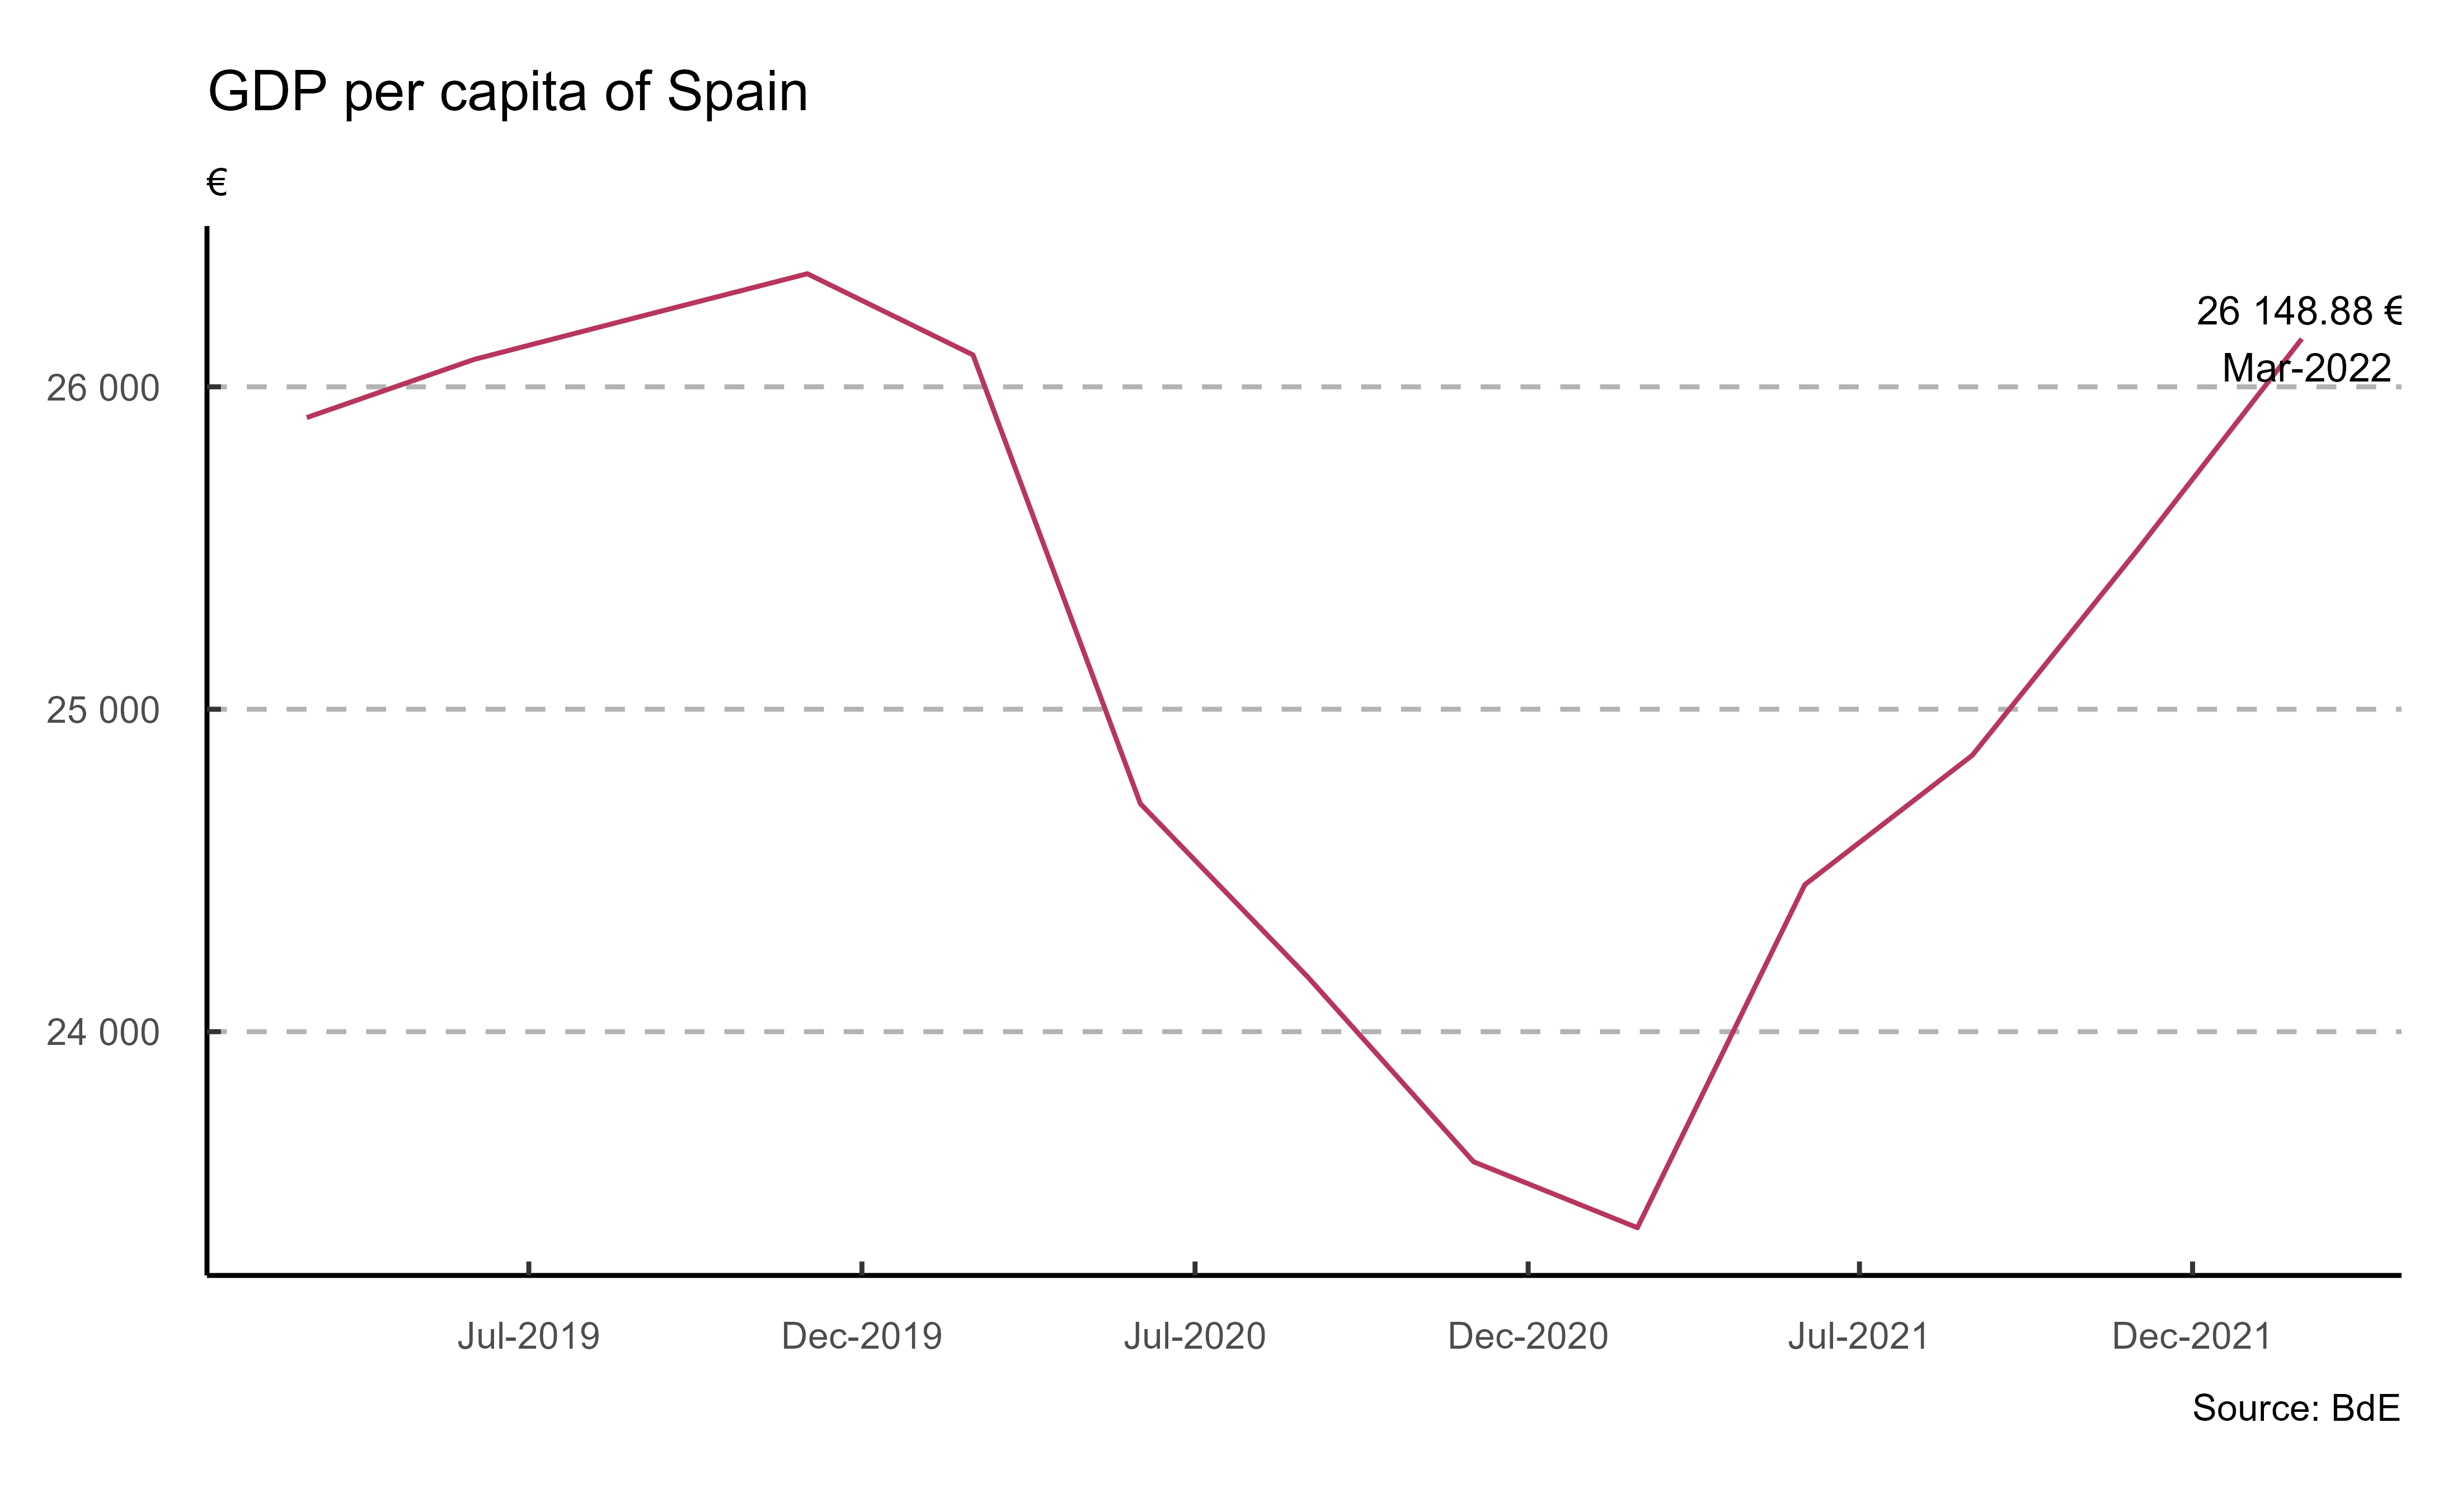 GDP per capita of Spain
€
26 148.88 €
Mar-2022
26 000
25 000
24 000
Jul-2019
Dec-2019
Jul-2020
Dec-2020
Jul-2021
Dec-2021
Source: BdE